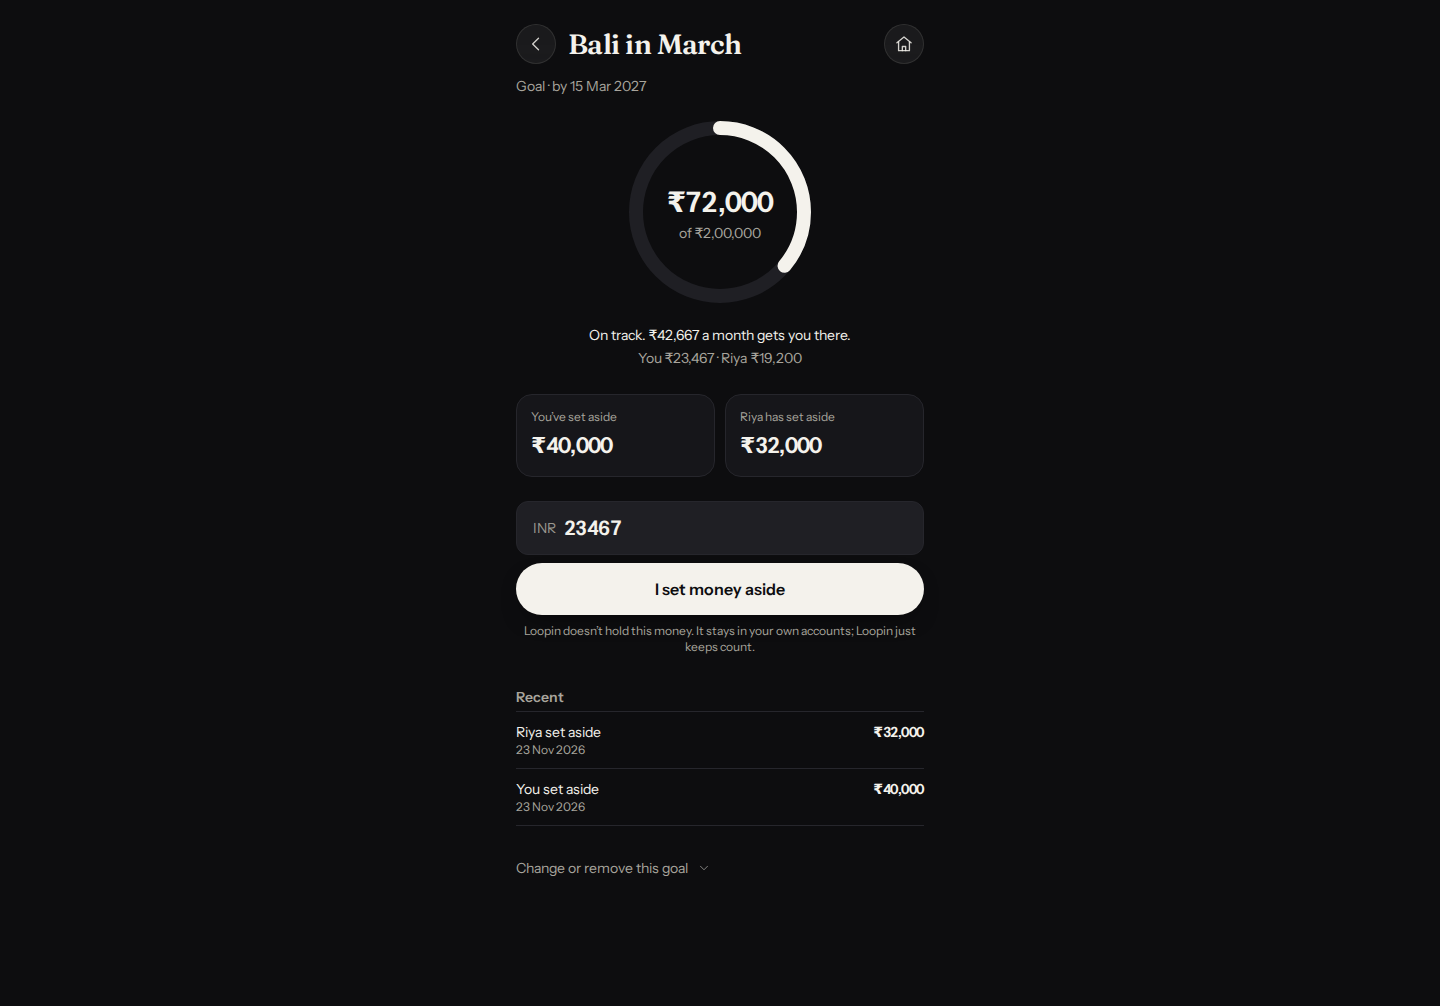 Bali in March
Goal · by 15 Mar 2027
₹72,000
of ₹2,00,000
On track. ₹42,667 a month gets you there.
You ₹23,467 · Riya ₹19,200
You've set aside
₹40,000
Riya has set aside
₹32,000
INR 23467
I set money aside
Loopin doesn't hold this money. It stays in your own accounts; Loopin just
keeps count.
Recent
Riya set aside ₹32,000
23 Nov 2026
You set aside ₹40,000
23 Nov 2026
Change or remove this goal